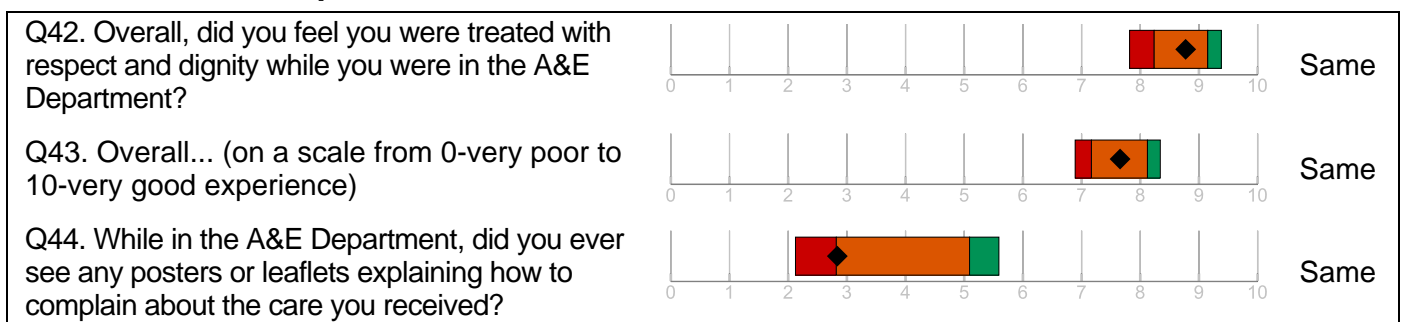 Q42. Overall, did you feel you were treated with
respect and dignity while you were in the A&E
Department?
0 1 2 3 4 5 6 7 8 9 10
Same
Q43. Overall... (on a scale from 0-very poor to
10-very good experience)
0 1 2 3 4 5 6 7 8 9 10
Same
Q44. While in the A&E Department, did you ever
see any posters or leaflets explaining how to
complain about the care you received?
0 1 2 3 4 5 6 7 8 9 10
Same